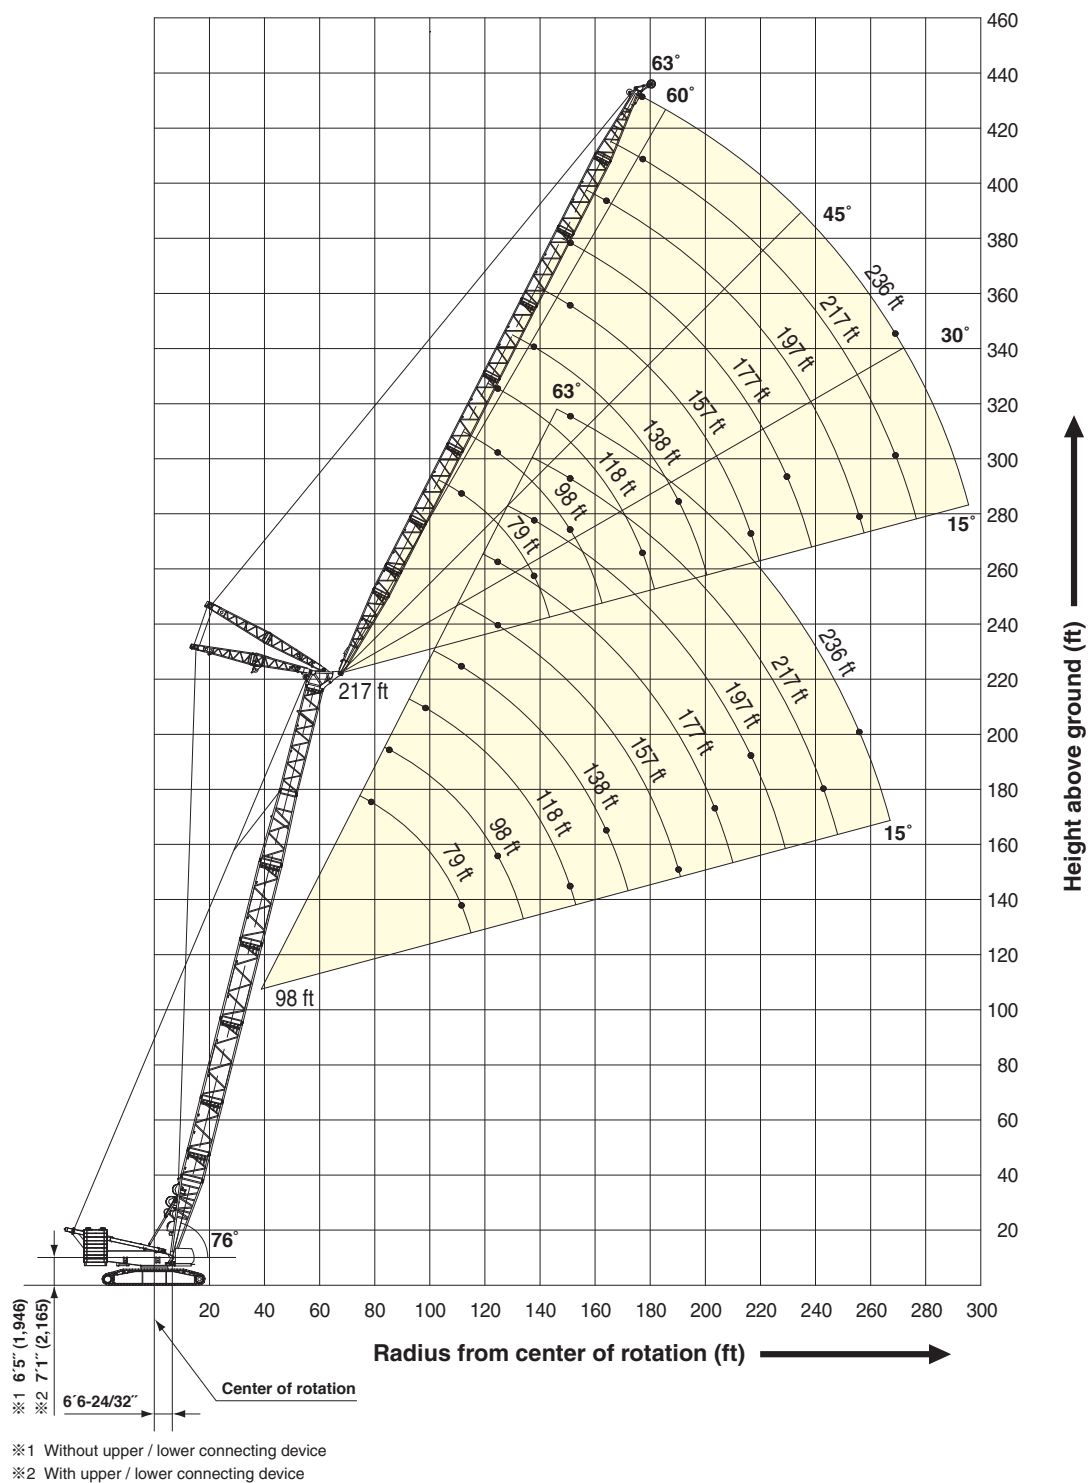 460
63°
440
60°
420
400
45°
380
236 ft
360
217 ft
30°
340
197 ft
177 ft
63°
320
157 ft
138 ft
300
118 ft
98 ft
280
79 ft
15°
260
240
236 ft
217 ft
220
217 ft
197 ft
200
177 ft
157 ft
180
138 ft
118 ft
15°
160
98 ft
79 ft
140
120
98 ft
100
80
60
40
20
76°
Height above ground (ft)
20 40 60 80 100 120 140 160 180 200 220 240 260 280 300
Radius from center of rotation (ft)
※1 6´5˝ (1,946)
※2 7´1˝ (2,165)
6´6-24/32˝
Center of rotation
※1 Without upper / lower connecting device
※2 With upper / lower connecting device